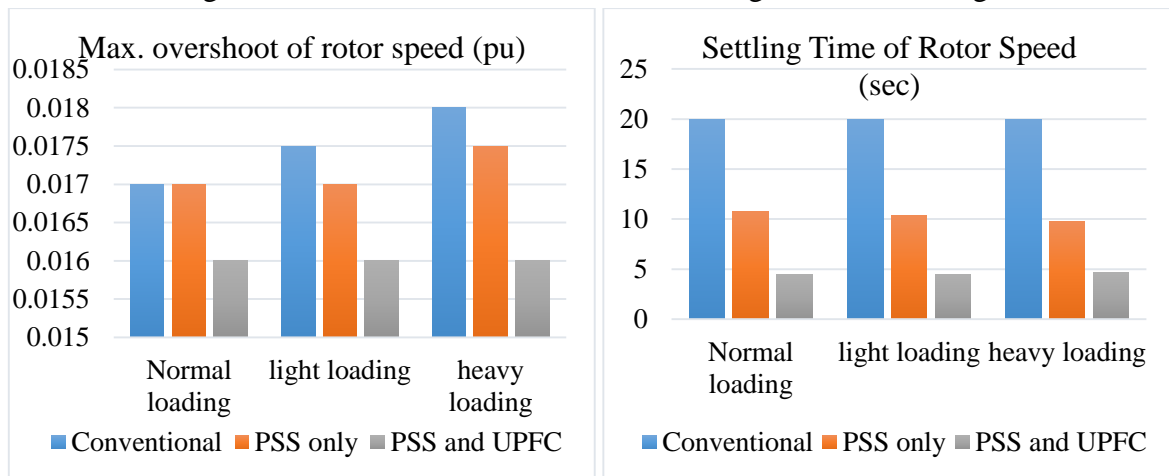 Max. overshoot of rotor speed (pu)
0.0185
0.018
0.0175
0.017
0.0165
0.016
0.0155
0.015
Normal
loading
light loading
heavy
loading
Conventional PSS only PSS and UPFC
Settling Time of Rotor Speed
(sec)
25
20
15
10
5
0
Normal
loading
light loading
heavy loading
Conventional PSS only PSS and UPFC